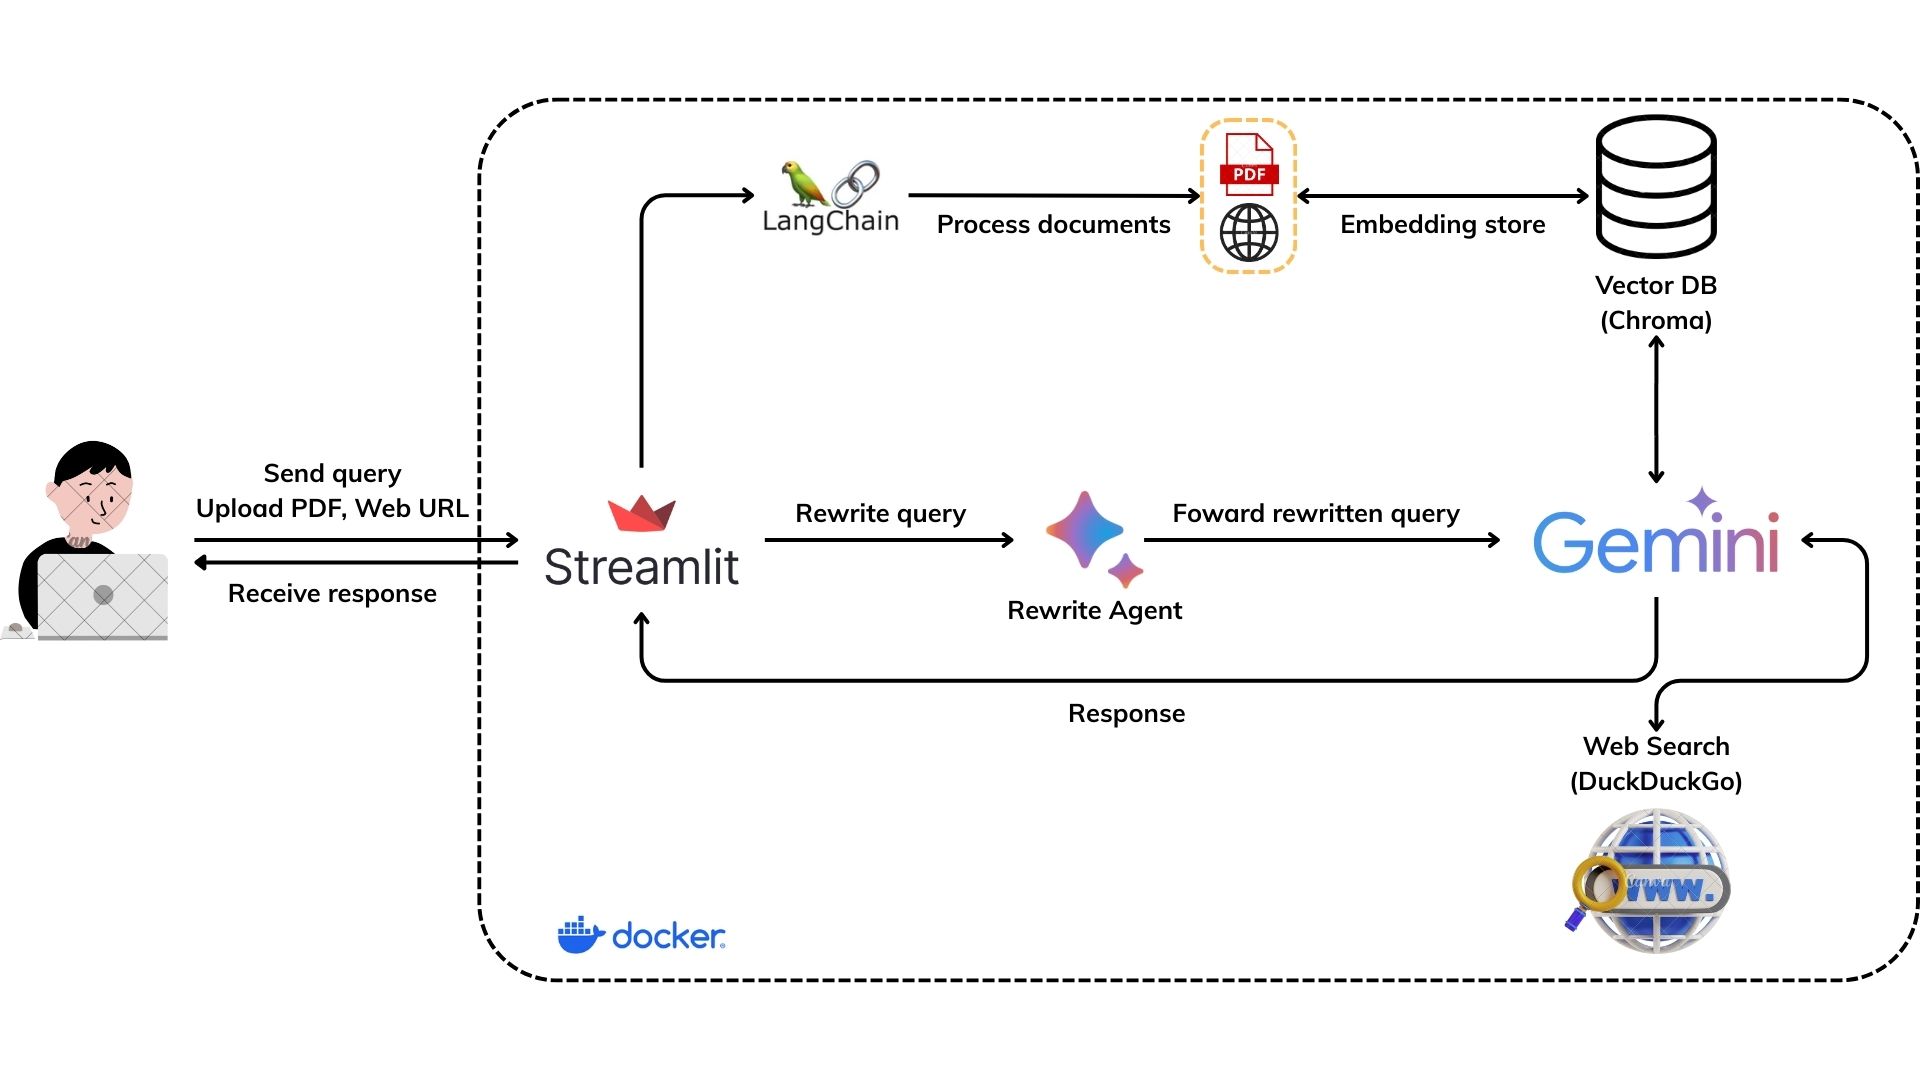 LangChain
Process documents
PDF
Embedding store
Vector DB
(Chroma)
Send query
Upload PDF, Web URL
Receive response
Streamlit
Rewrite query
Rewrite Agent
Foward rewritten query
Gemini
Response
Web Search
(DuckDuckGo)
www.
docker